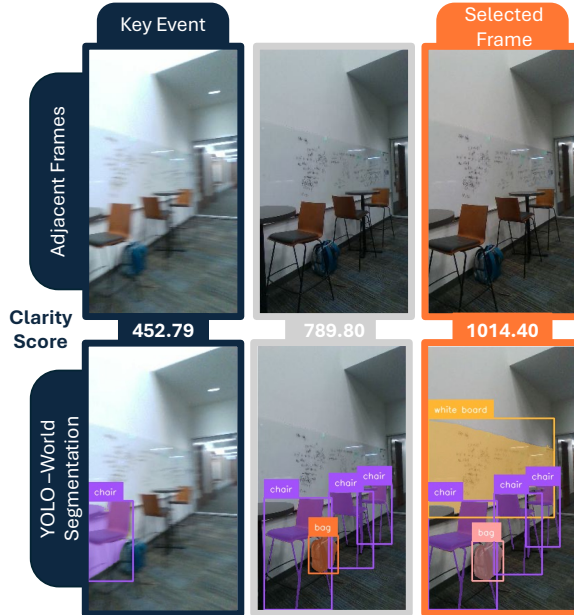 Key Event
Selected
Frame
Adjacent Frames
Clarity
Score
452.79
789.80
1014.40
YOLO–World
Segmentation
chair
chair
chair
chair
bag
white board
chair
chair
chair
bag